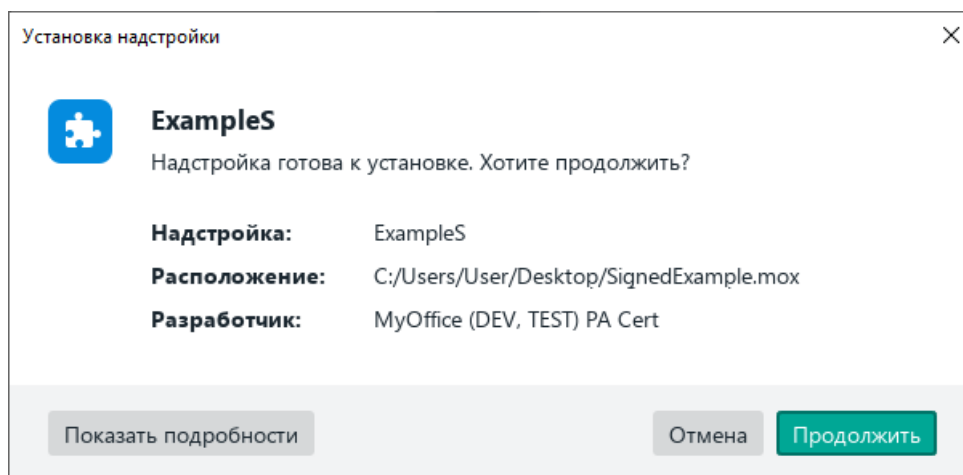 Установка надстройки
ExampleS
Надстройка готова к установке. Хотите продолжить?
Надстройка: ExampleS
Расположение: C:/Users/User/Desktop/SignedExample.mox
Разработчик: MyOffice (DEV, TEST) PA Cert
Показать подробности Отмена Продолжить